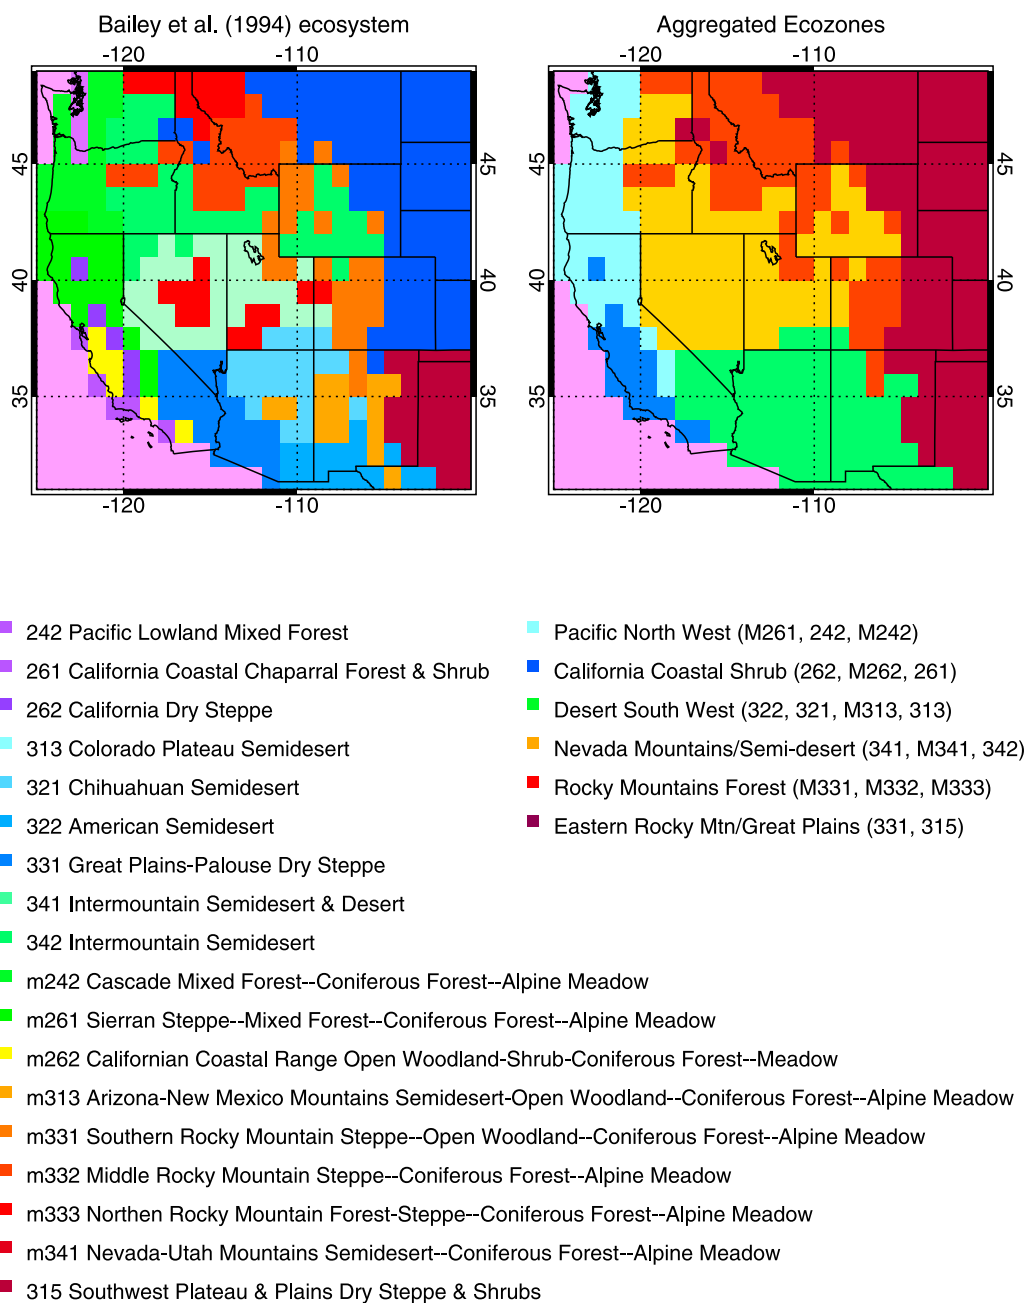 Bailey et al. (1994) ecosystem
Aggregated Ecozones
-120
-110
-120
-110
45
45
45
45
40
40
40
40
35
35
35
35
-120
-110
-120
-110
242 Pacific Lowland Mixed Forest
261 California Coastal Chaparral Forest & Shrub
262 California Dry Steppe
313 Colorado Plateau Semidesert
321 Chihuahuan Semidesert
322 American Semidesert
331 Great Plains-Palouse Dry Steppe
341 Intermountain Semidesert & Desert
342 Intermountain Semidesert
m242 Cascade Mixed Forest--Coniferous Forest--Alpine Meadow
m261 Sierran Steppe--Mixed Forest--Coniferous Forest--Alpine Meadow
m262 Californian Coastal Range Open Woodland-Shrub-Coniferous Forest--Meadow
m313 Arizona-New Mexico Mountains Semidesert-Open Woodland--Coniferous Forest--Alpine Meadow
m331 Southern Rocky Mountain Steppe--Open Woodland--Coniferous Forest--Alpine Meadow
m332 Middle Rocky Mountain Steppe--Coniferous Forest--Alpine Meadow
m333 Northen Rocky Mountain Forest-Steppe--Coniferous Forest--Alpine Meadow
m341 Nevada-Utah Mountains Semidesert--Coniferous Forest--Alpine Meadow
315 Southwest Plateau & Plains Dry Steppe & Shrubs
Pacific North West (M261, 242, M242)
California Coastal Shrub (262, M262, 261)
Desert South West (322, 321, M313, 313)
Nevada Mountains/Semi-desert (341, M341, 342)
Rocky Mountains Forest (M331, M332, M333)
Eastern Rocky Mtn/Great Plains (331, 315)